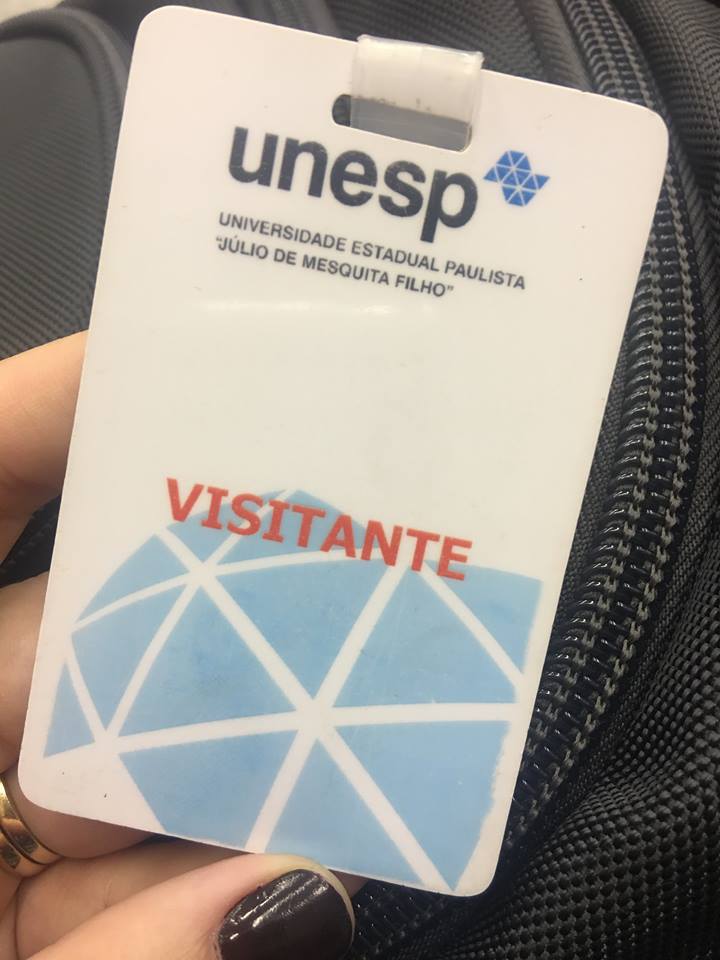 unesp
UNIVERSIDADE ESTADUAL PAULISTA
"JÚLIO DE MESQUITA FILHO"
VISITANTE